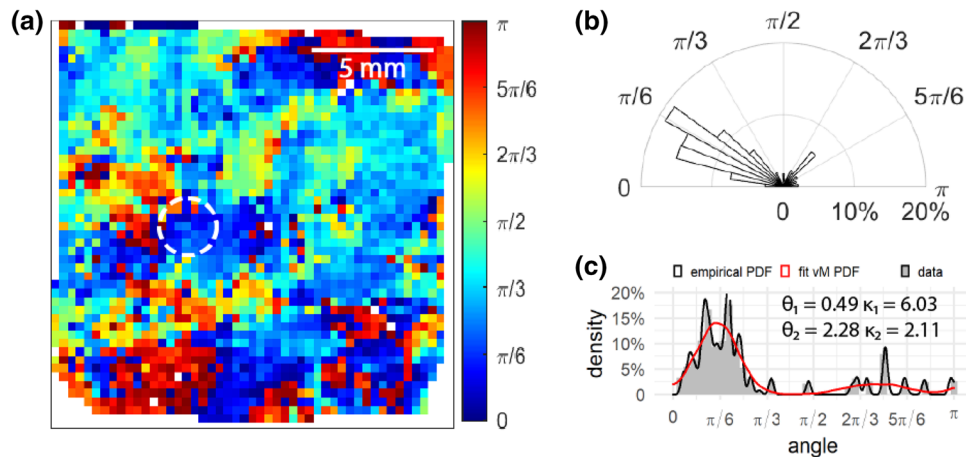 (a)
5 mm
π
5π/6
2π/3
π/2
π/3
π/6
0
(b)
π/2
π/3
2π/3
π/6
5π/6
0
π
0
10%
20%
(c)
empirical PDF fit vM PDF data
20%
15%
10%
5%
0
density
θ₁ = 0.49 κ₁ = 6.03
θ₂ = 2.28 κ₂ = 2.11
0 π/6 π/3 π/2 2π/3 5π/6 π
angle